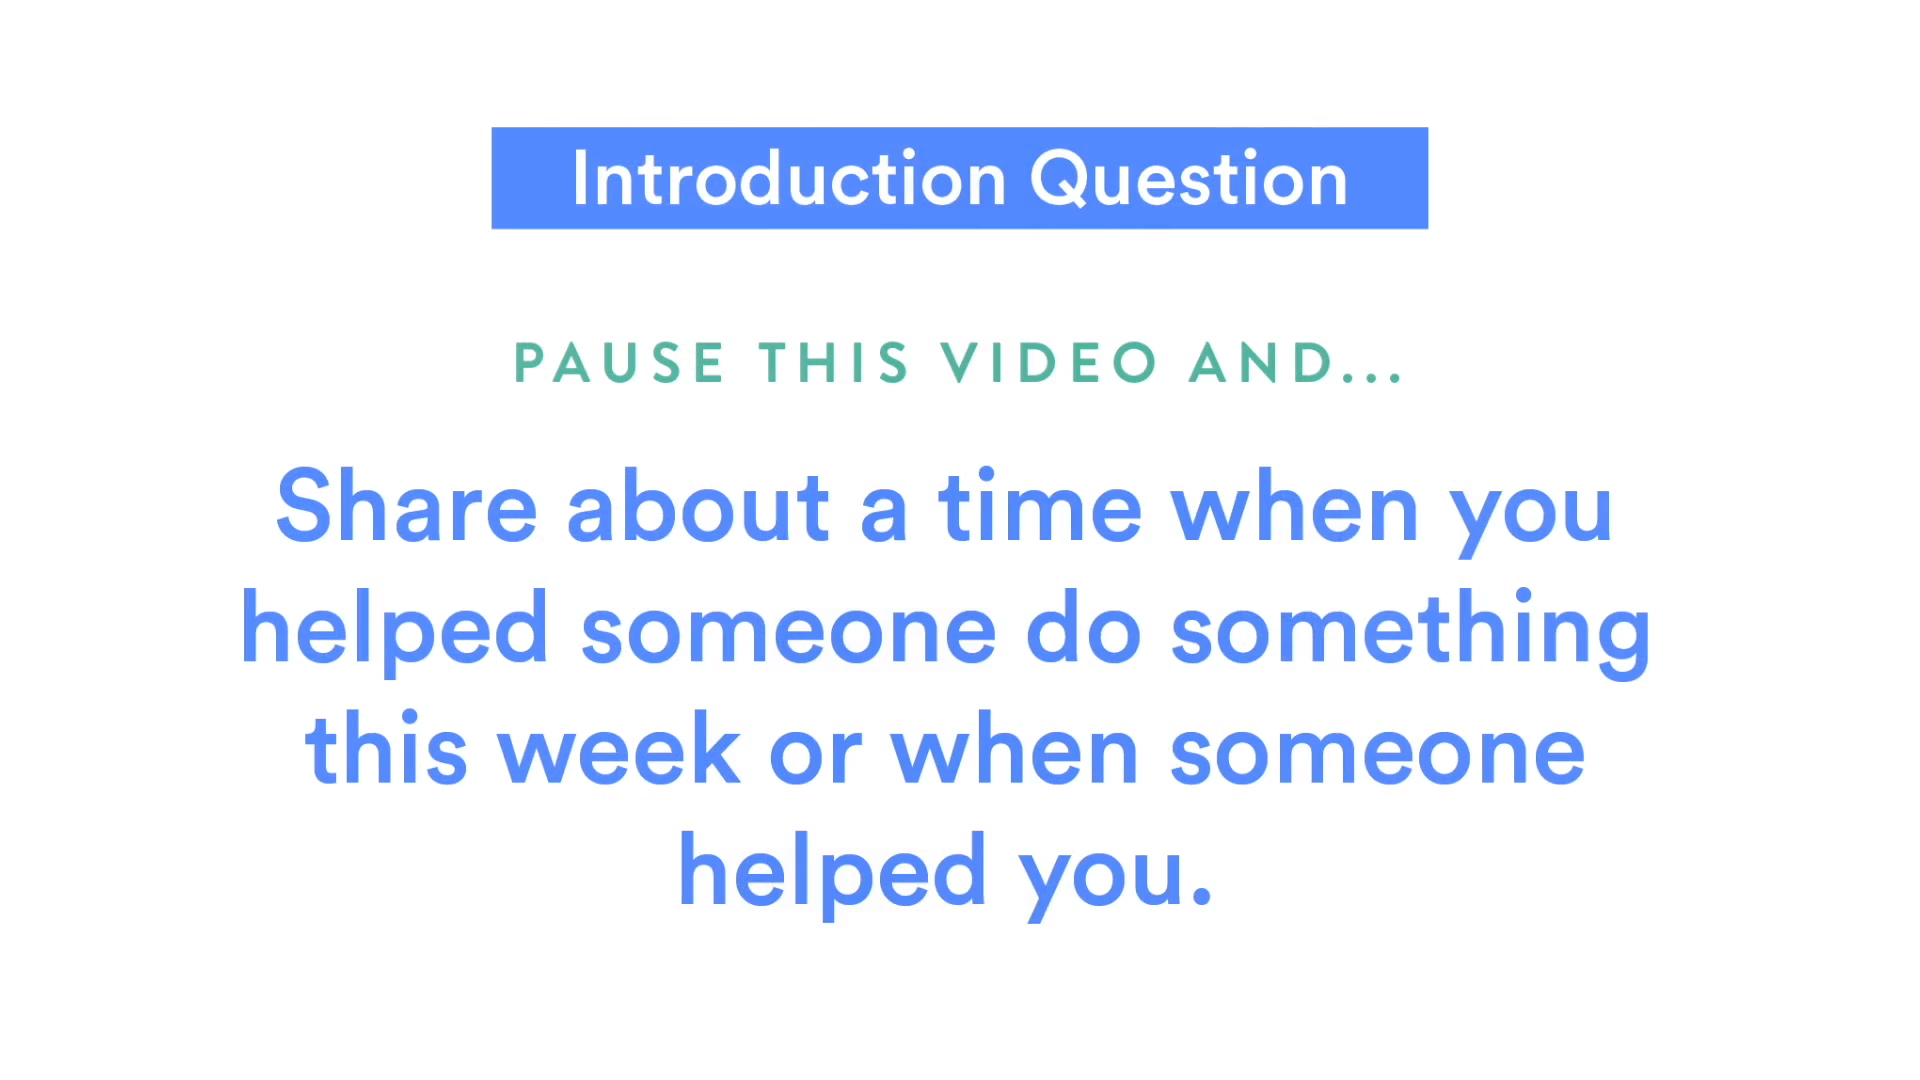 Introduction Question
PAUSE THIS VIDEO AND...
Share about a time when you
helped someone do something
this week or when someone
helped you.